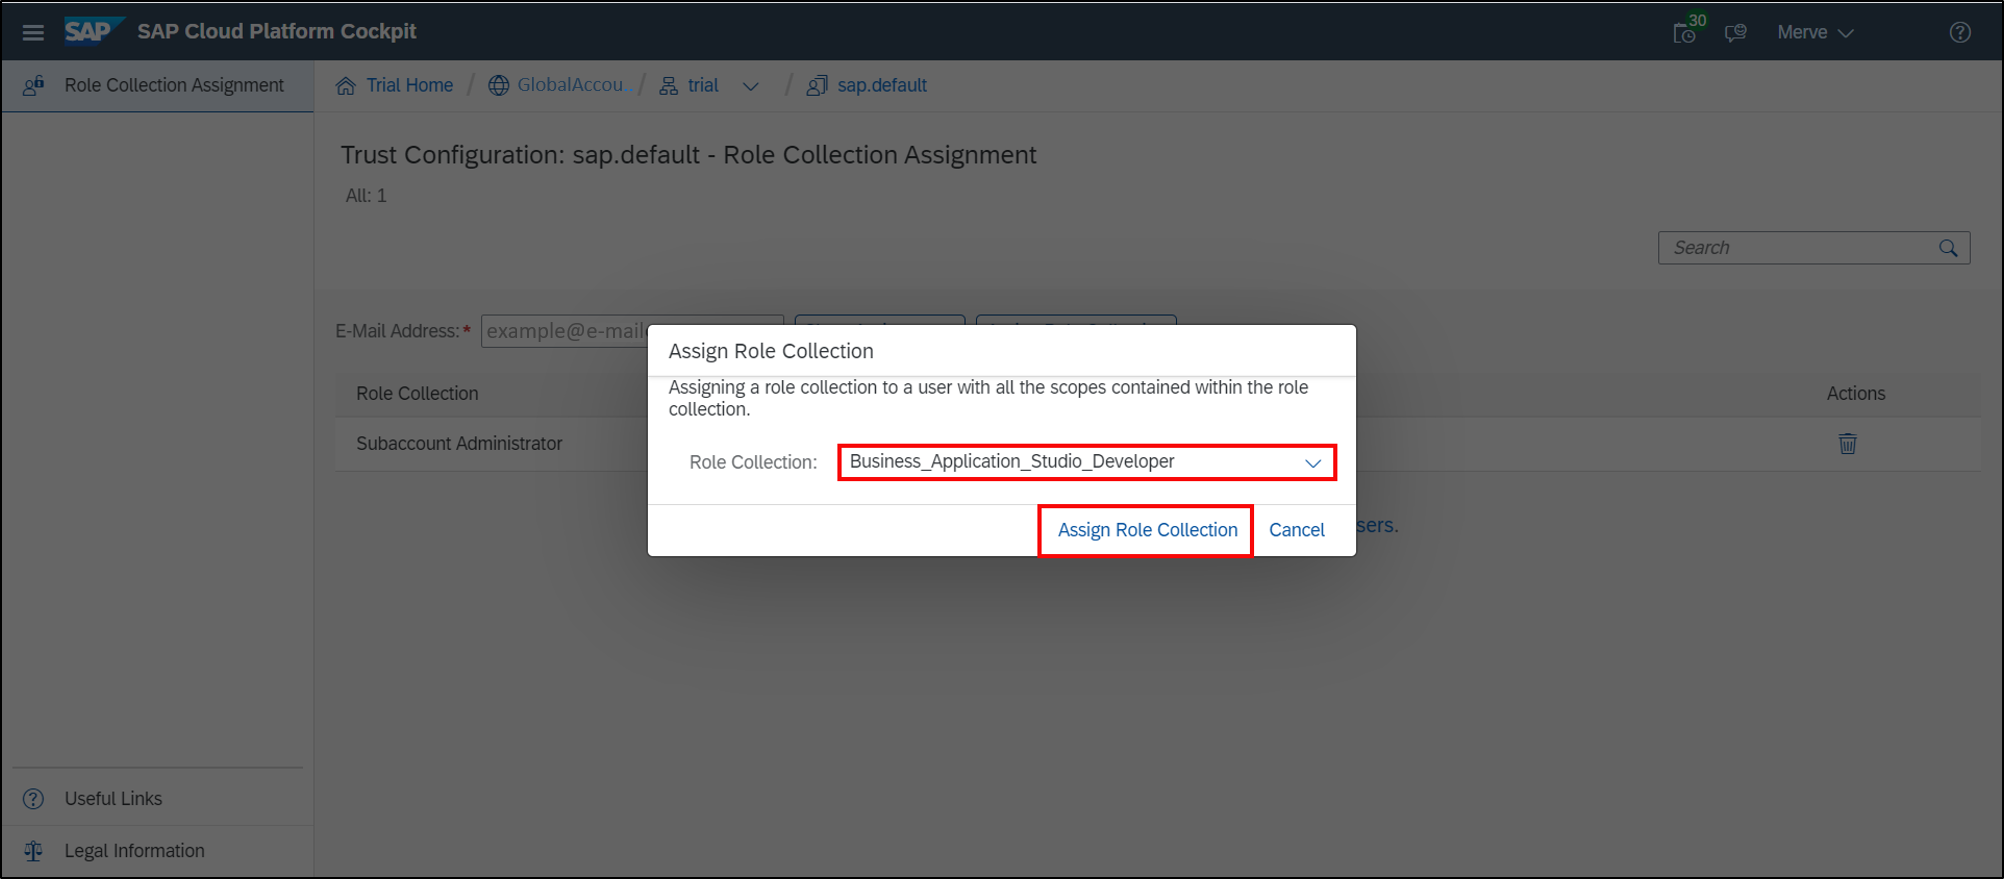 SAP SAP Cloud Platform Cockpit 30 Merve
Role Collection Assignment
Trial Home / GlobalAccou... / trial / sap.default
Trust Configuration: sap.default - Role Collection Assignment
All: 1
Search
E-Mail Address:* example@e-mail
Role Collection Actions
Subaccount Administrator
Assign Role Collection
Assigning a role collection to a user with all the scopes contained within the role
collection.
Role Collection: Business_Application_Studio_Developer
Assign Role Collection Cancel
sers.
Useful Links
Legal Information